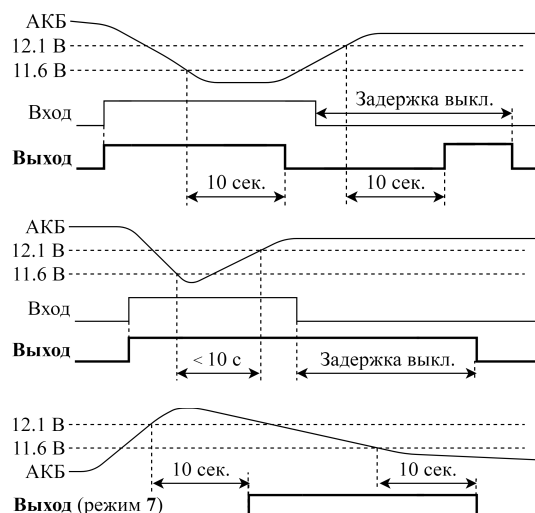 АКБ
12.1 В
11.6 В
Вход
Задержка выкл.
Выход
10 сек.
10 сек.
АКБ
12.1 В
11.6 В
Вход
Выход
< 10 с
Задержка выкл.
12.1 В
11.6 В
АКБ
10 сек.
10 сек.
Выход (режим 7)